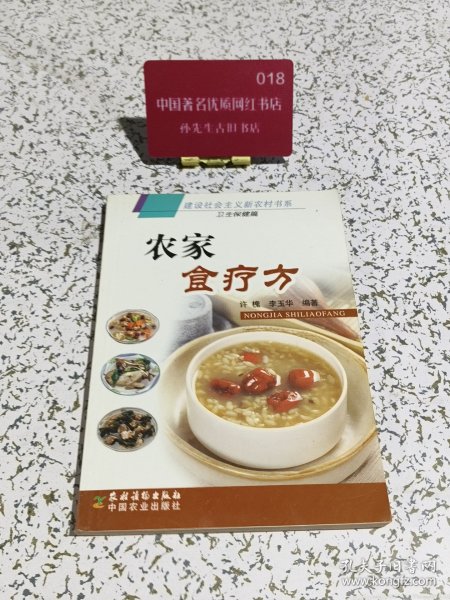 018
中国著名优质网红书店
孙先生古旧书店
建设社会主义新农村书系
卫生保健篇
农家
食疗方
许槐 李玉华 编著
NONGJIA SHILIAOFANG
农村读物出版社
中国农业出版社
孔夫子旧书网
book.kongfz.com